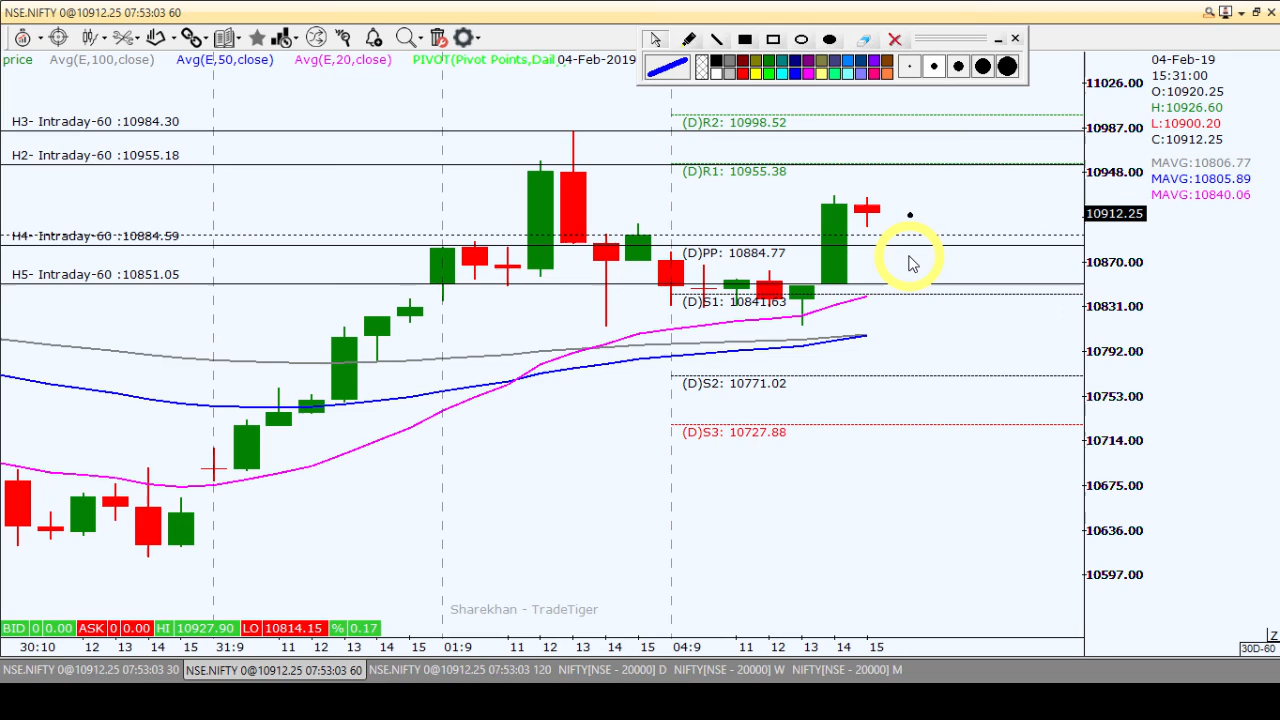 NSE.NIFTY 0@10912.25 07:53:03 60
price Avg(E,100,close) Avg(E,50,close) Avg(E,20,close) PIVOT(Pivot Points,Daily) 04-Feb-2019
04-Feb-19
15:31:00
O:10920.25
H:10926.60
L:10900.20
C:10912.25
MAVG:10806.77
MAVG:10805.89
MAVG:10840.06
H3- Intraday-60 :10984.30
H2- Intraday-60 :10955.18
H4- Intraday-60 :10884.59
H5- Intraday-60 :10851.05
(D)R2: 10998.52
(D)R1: 10955.38
(D)PP: 10884.77
(D)S1: 10841.63
(D)S2: 10771.02
(D)S3: 10727.88
11026.00
10987.00
10948.00
10912.25
10870.00
10831.00
10792.00
10753.00
10714.00
10675.00
10636.00
10597.00
Sharekhan - TradeTiger
BID 0 0.00 ASK 0 0.00 HI 10927.90 LO 10814.15 % 0.17
30:10 12 13 14 15 31:9 11 12 13 14 15 01:9 11 12 13 14 15 04:9 11 12 13 14 15
Z
30D-60
NSE.NIFTY 0@10912.25 07:53:03 30 NSE.NIFTY 0@10912.25 07:53:03 60 NSE.NIFTY 0@10912.25 07:53:03 120 NIFTY[NSE - 20000] D NIFTY[NSE - 20000] W NIFTY[NSE - 20000] M